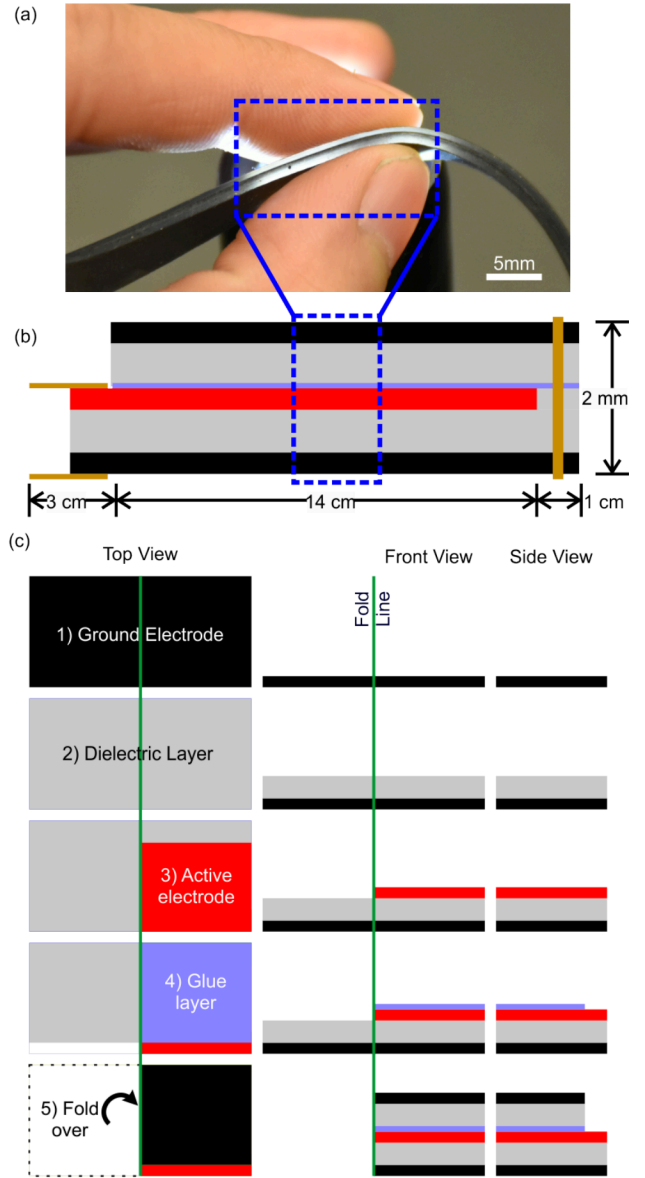 (a)
5mm
(b)
2 mm
3 cm
14 cm
1 cm
(c)
Top View
Front View
Side View
Fold
Line
1) Ground Electrode
2) Dielectric Layer
3) Active
electrode
4) Glue
layer
5) Fold
over